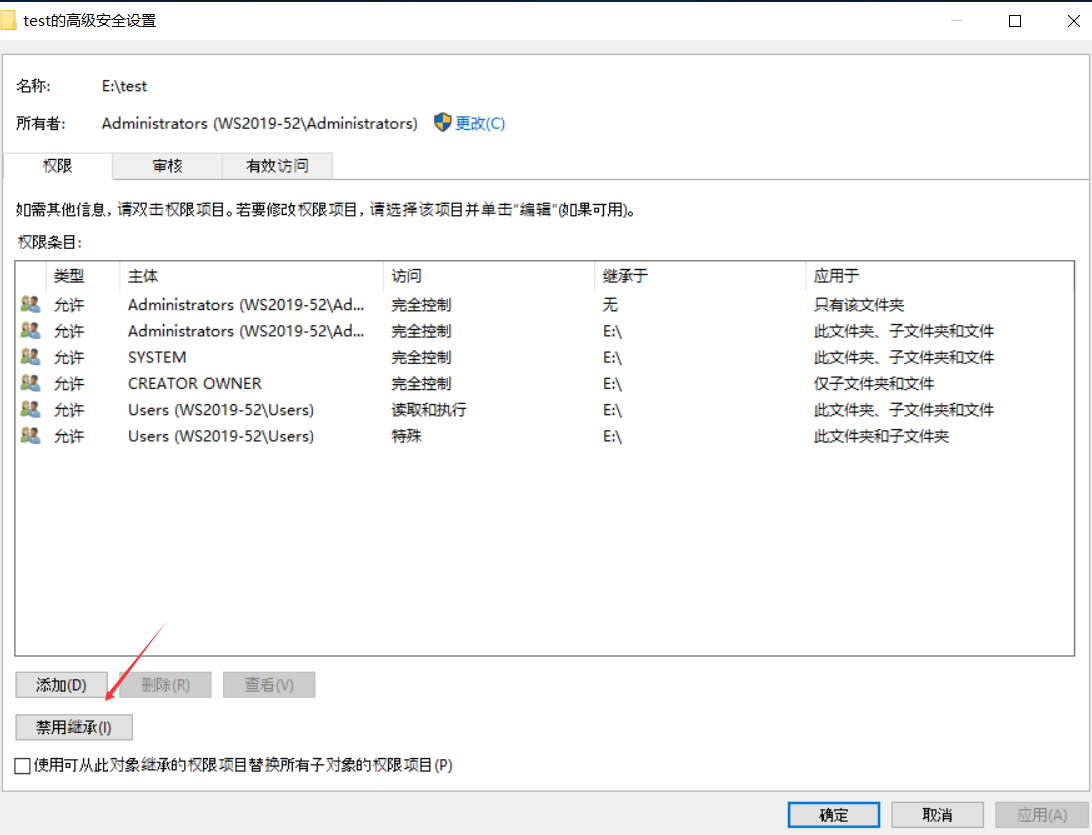 test的高级安全设置
名称: E:\test
所有者: Administrators (WS2019-52\Administrators) 更改(C)
权限 审核 有效访问
如需其他信息，请双击权限项目。若要修改权限项目，请选择该项目并单击“编辑”(如果可用)。
权限条目:
类型 主体 访问 继承于 应用于
允许 Administrators (WS2019-52\Ad... 完全控制 无 只有该文件夹
允许 Administrators (WS2019-52\Ad... 完全控制 E:\ 此文件夹、子文件夹和文件
允许 SYSTEM 完全控制 E:\ 此文件夹、子文件夹和文件
允许 CREATOR OWNER 完全控制 E:\ 仅子文件夹和文件
允许 Users (WS2019-52\Users) 读取和执行 E:\ 此文件夹、子文件夹和文件
允许 Users (WS2019-52\Users) 特殊 E:\ 此文件夹和子文件夹
添加(D) 删除(R) 查看(V)
禁用继承(I)
使用可从此对象继承的权限项目替换所有子对象的权限项目(P)
确定 取消 应用(A)